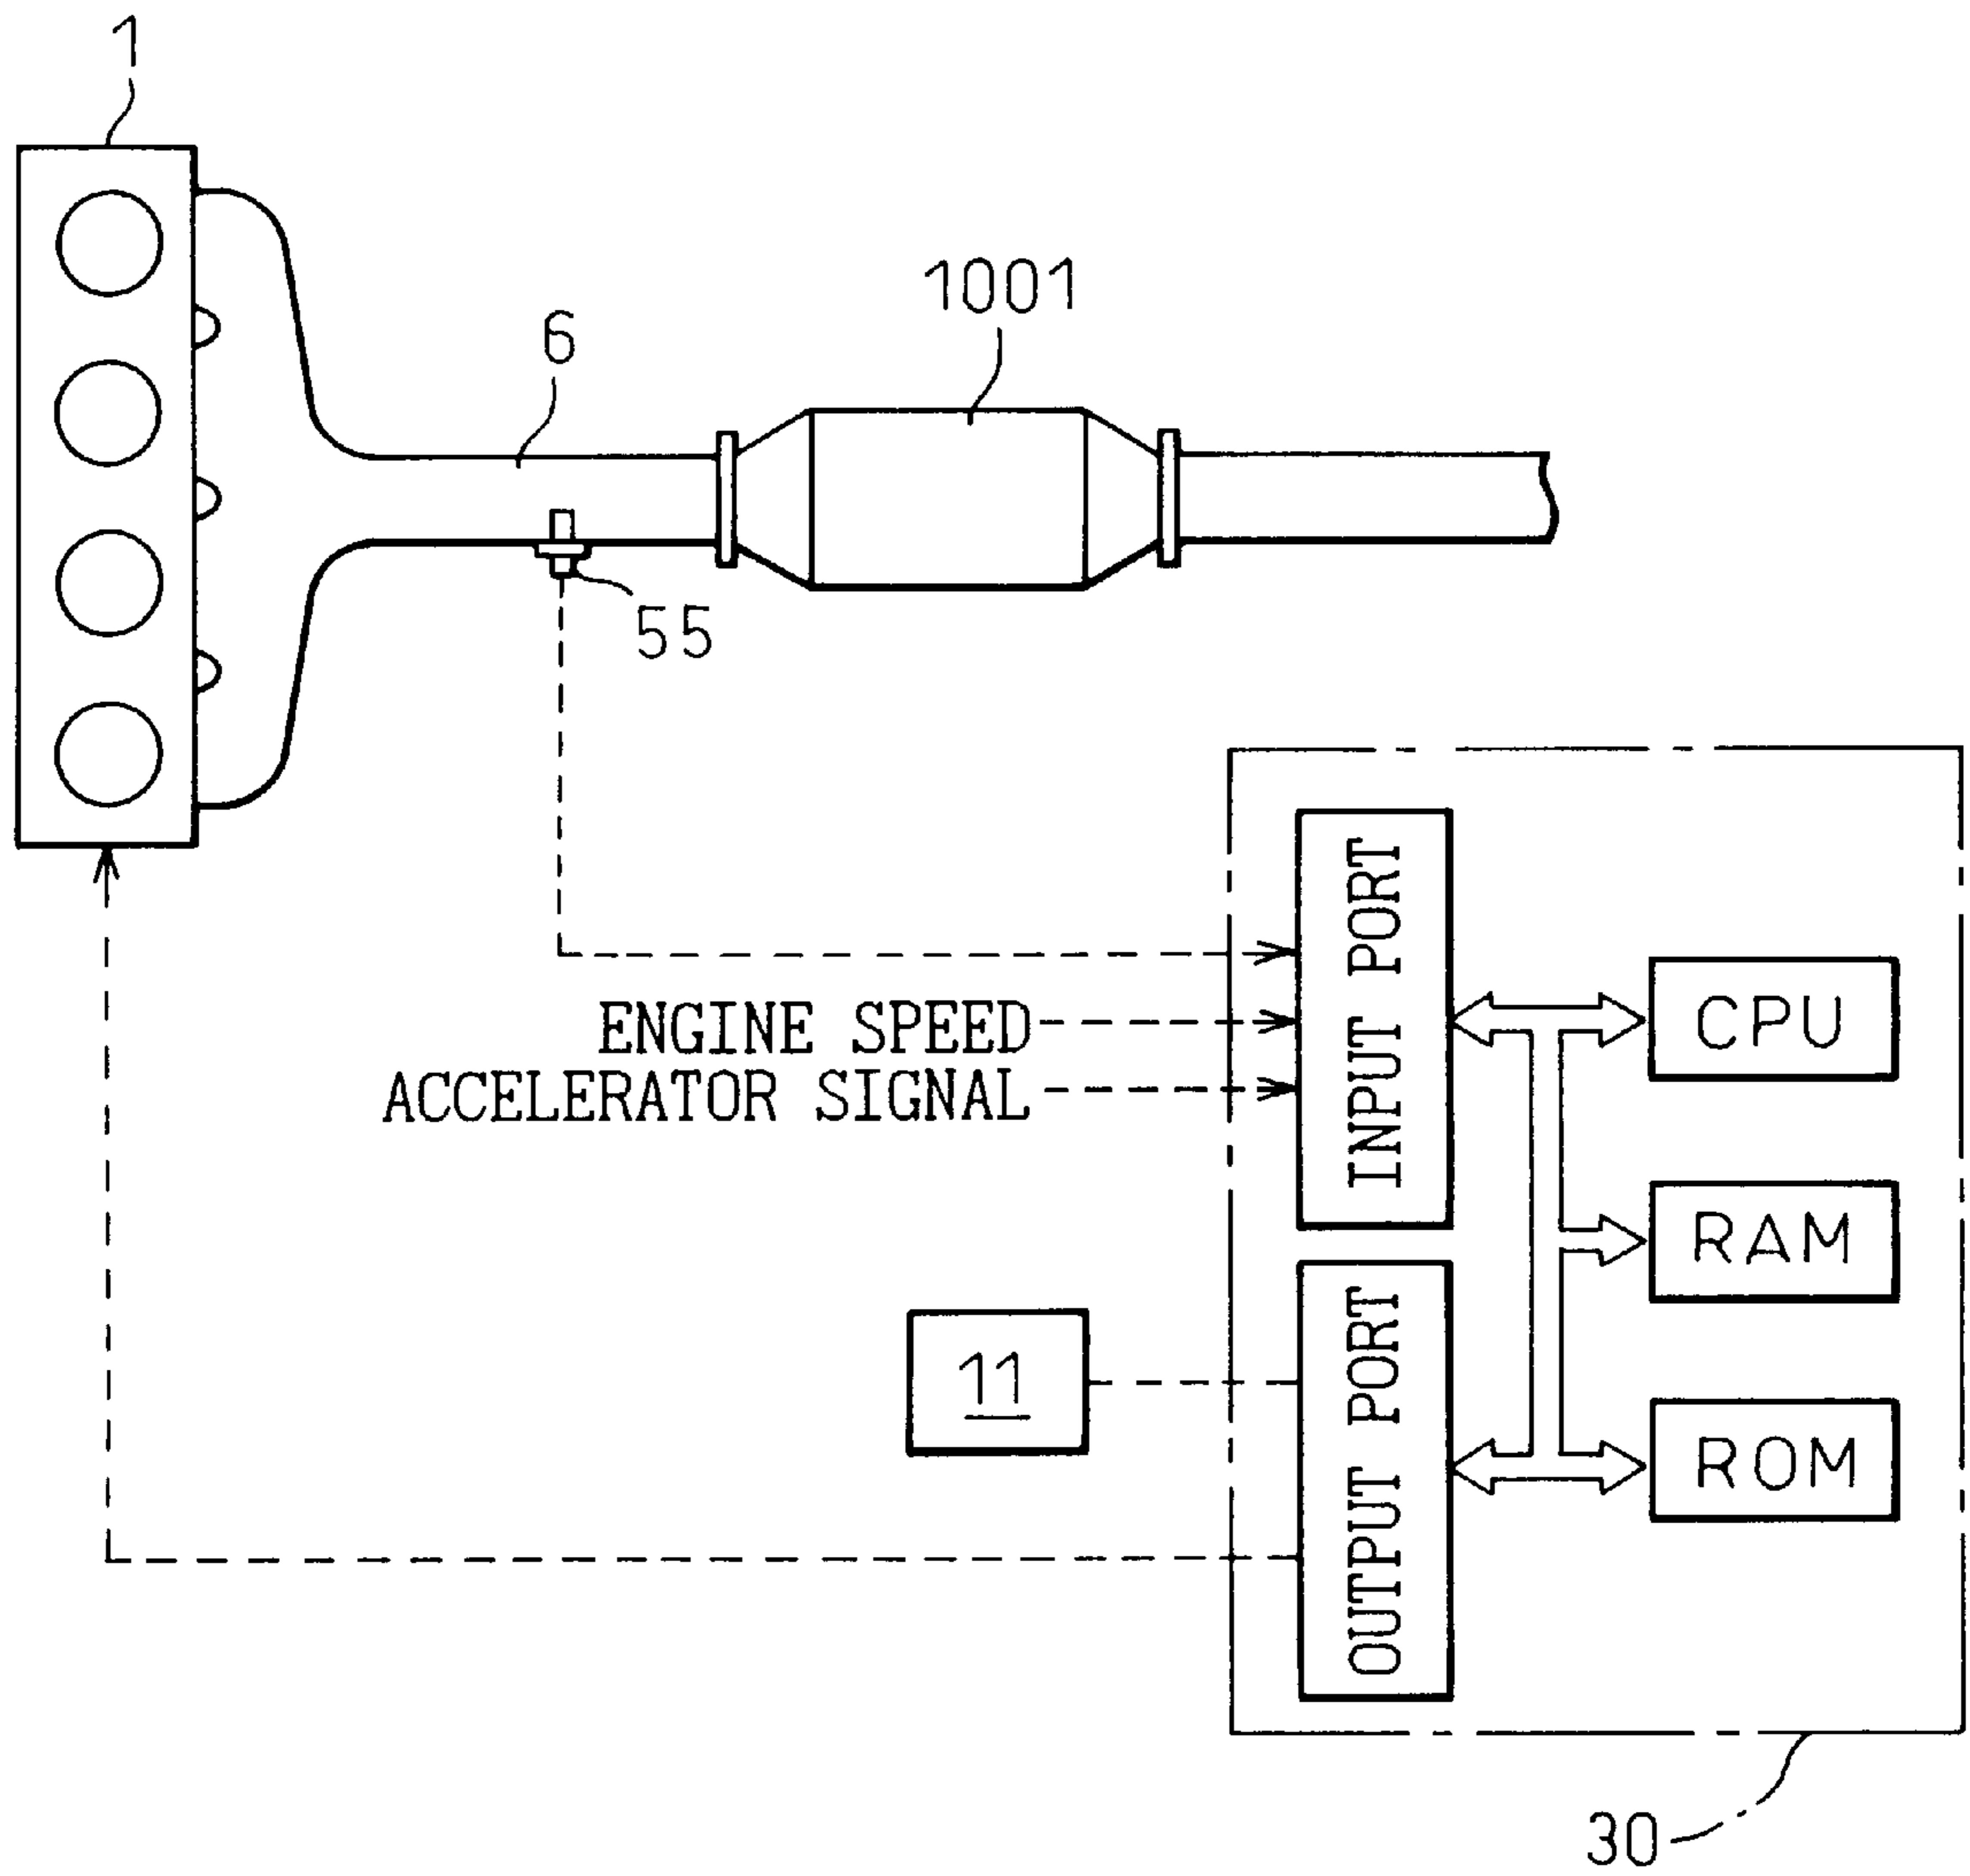 1
1001
6
55
INPUT PORT
ENGINE SPEED
ACCELERATOR SIGNAL
CPU
RAM
ROM
11
OUTPUT PORT
30